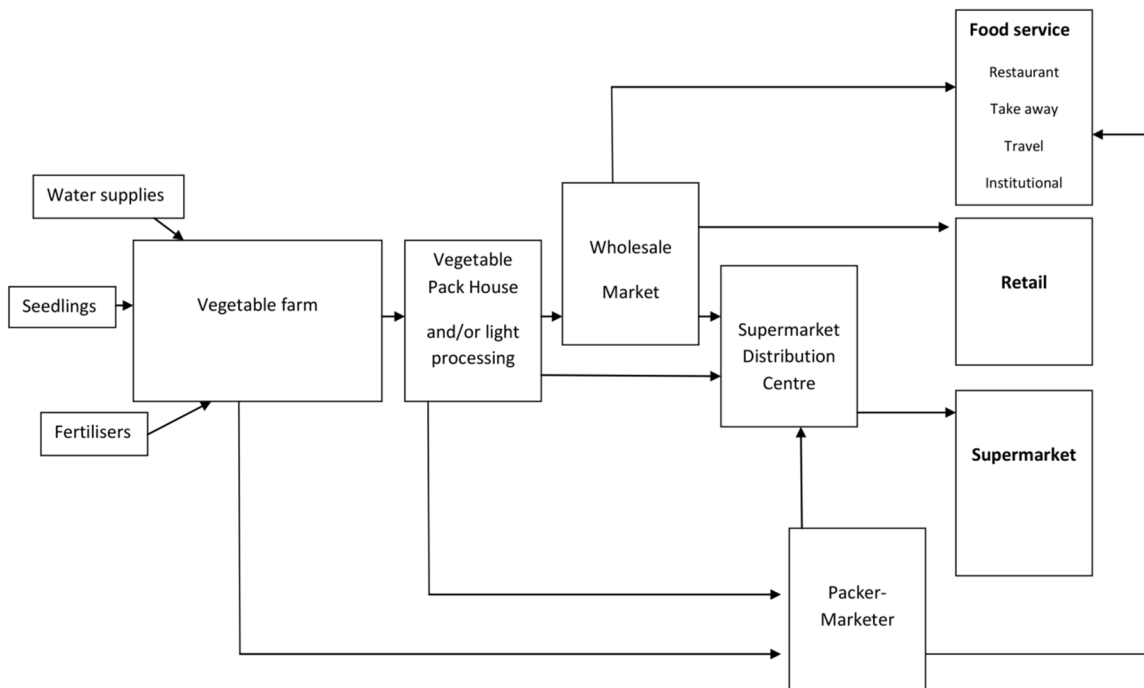 Food service
Restaurant
Take away
Travel
Institutional
Water supplies
Seedlings
Vegetable farm
Fertilisers
Vegetable
Pack House
and/or light
processing
Wholesale
Market
Supermarket
Distribution
Centre
Retail
Supermarket
Packer-
Marketer